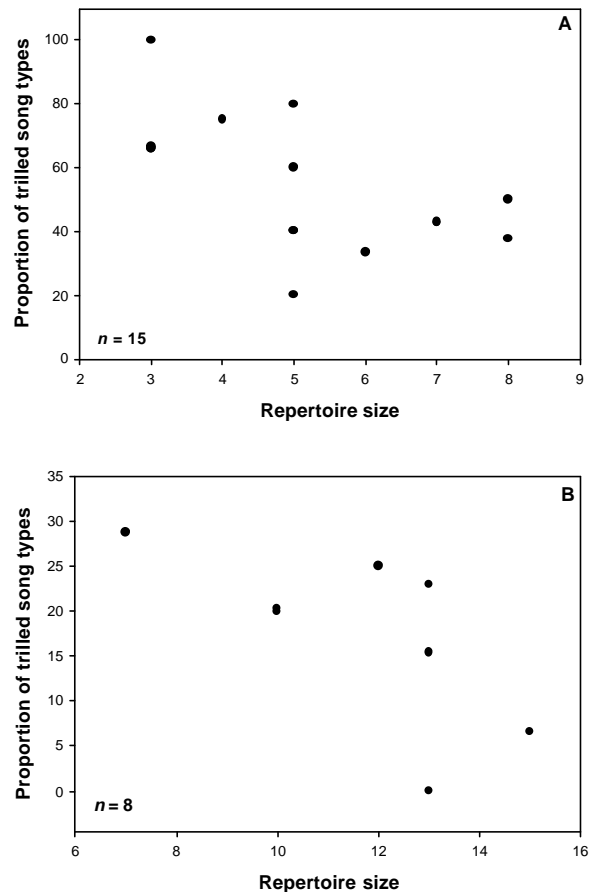 A
100
80
60
40
20
0
Proportion of trilled song types
n = 15
2 3 4 5 6 7 8 9
Repertoire size
B
35
30
25
20
15
10
5
0
Proportion of trilled song types
n = 8
6 8 10 12 14 16
Repertoire size